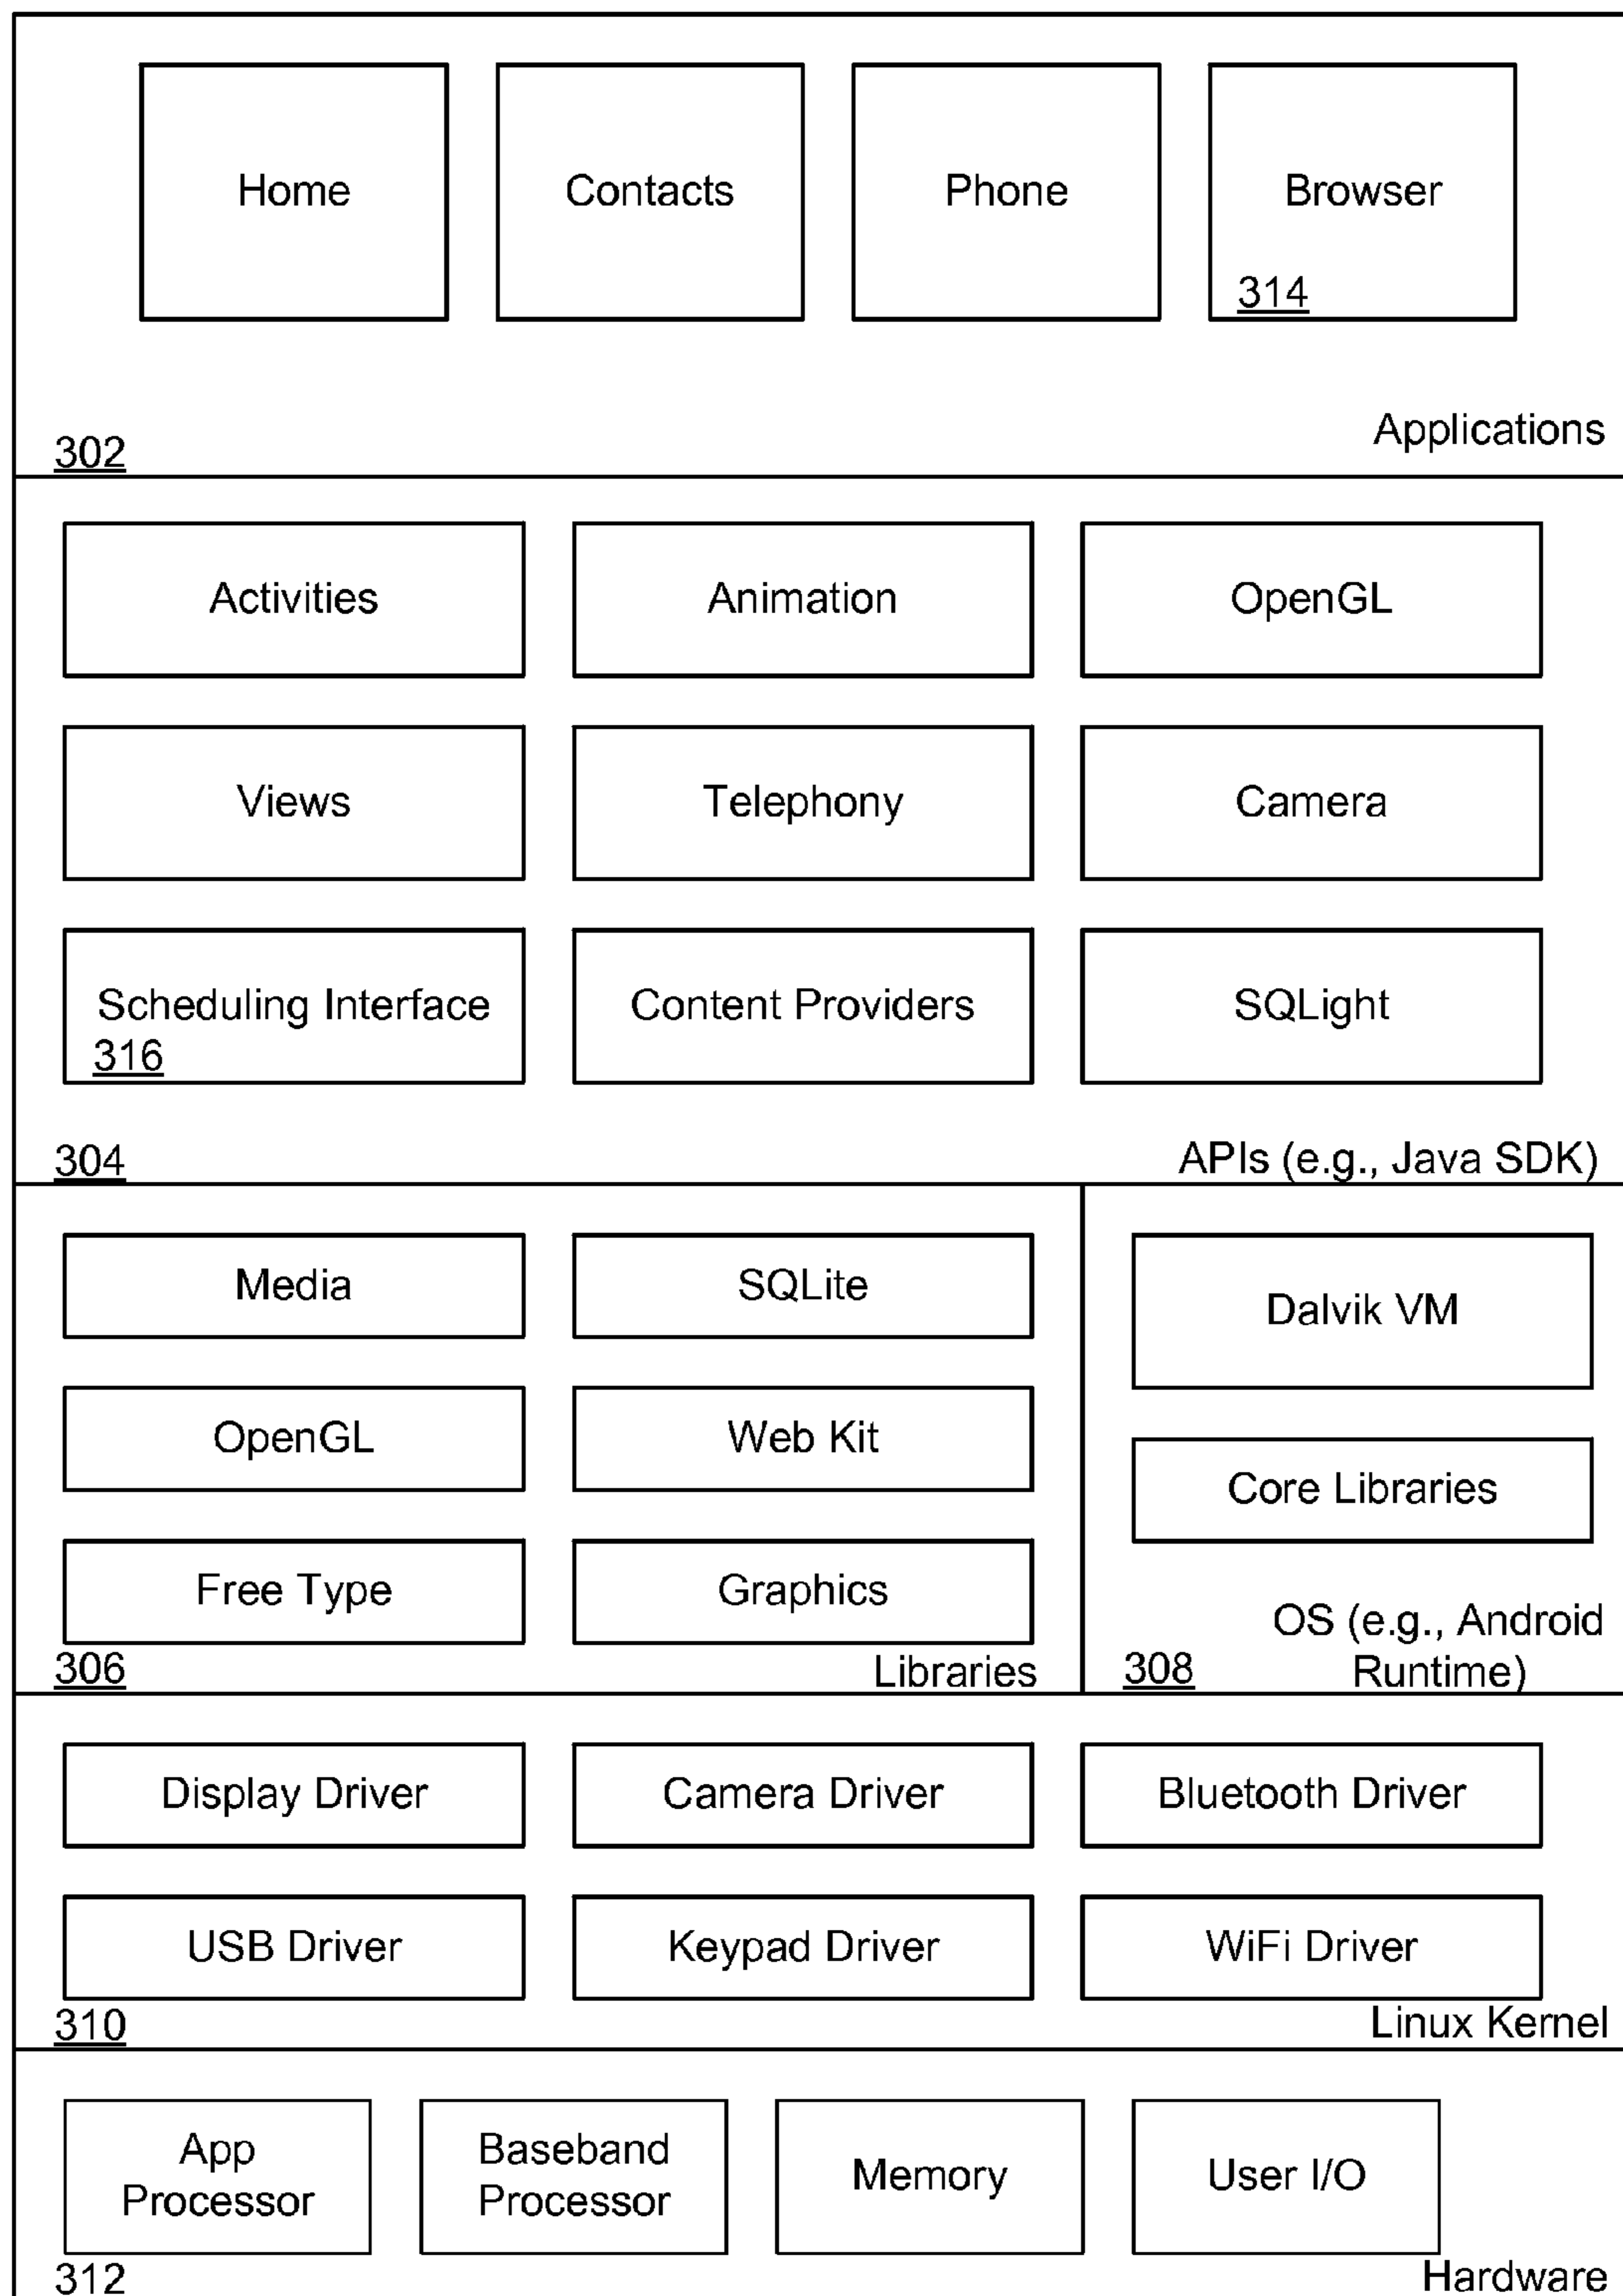 Home
Contacts
Phone
Browser
314
302
Applications
Activities
Animation
OpenGL
Views
Telephony
Camera
Scheduling Interface
316
Content Providers
SQLight
304
APIs (e.g., Java SDK)
Media
SQLite
OpenGL
Web Kit
Free Type
Graphics
306
Libraries
Dalvik VM
Core Libraries
OS (e.g., Android
Runtime)
308
Display Driver
Camera Driver
Bluetooth Driver
USB Driver
Keypad Driver
WiFi Driver
310
Linux Kernel
App
Processor
Baseband
Processor
Memory
User I/O
312
Hardware